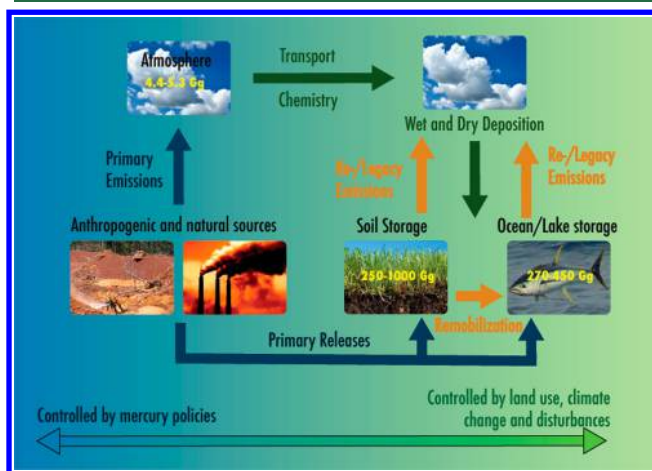 Atmosphere
4.4-5.3 Gg
Transport
Chemistry
Wet and Dry Deposition
Primary
Emissions
Re-/Legacy
Emissions
Re-/Legacy
Emissions
Anthropogenic and natural sources
Soil Storage
Ocean/Lake storage
250-1000 Gg
270-450 Gg
Remobilization
Primary Releases
Controlled by mercury policies
Controlled by land use, climate
change and disturbances